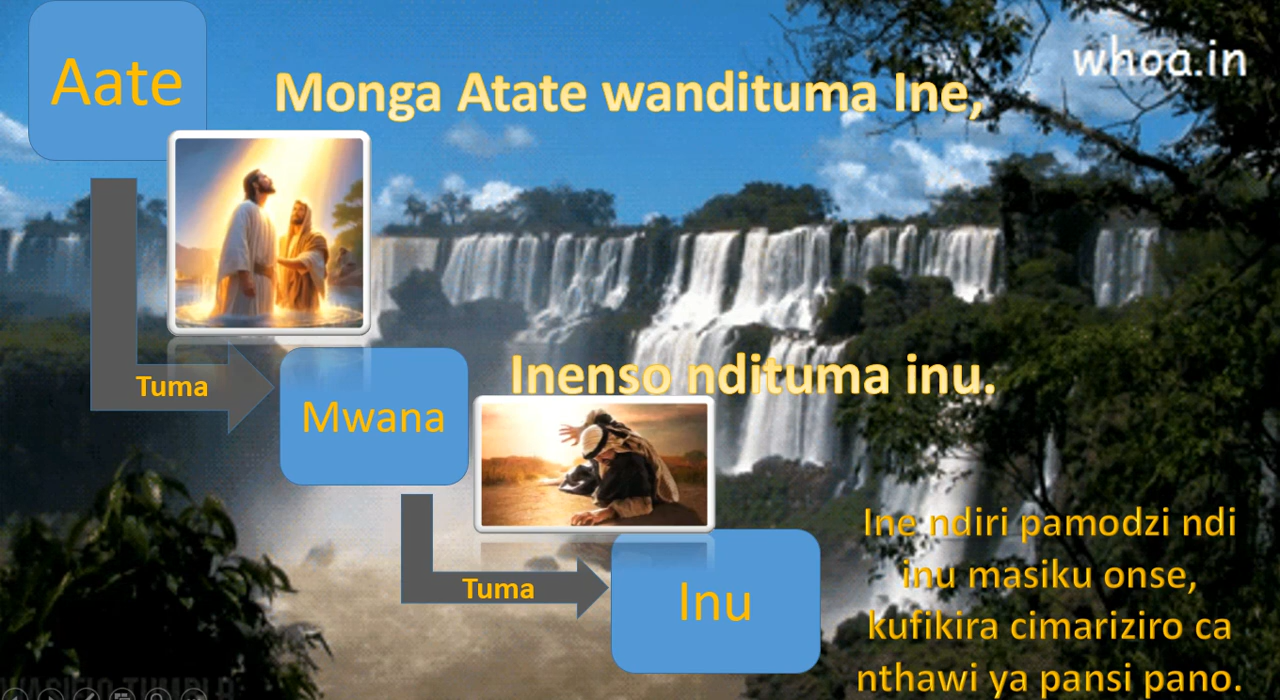 Aate
whoa.in
Monga Atate wandituma Ine,
Tuma
Mwana
Inenso ndituma inu.
Tuma
Inu
Ine ndiri pamodzi ndi
inu masiku onse,
kufikira cimariziro ca
nthawi ya pansi pano.